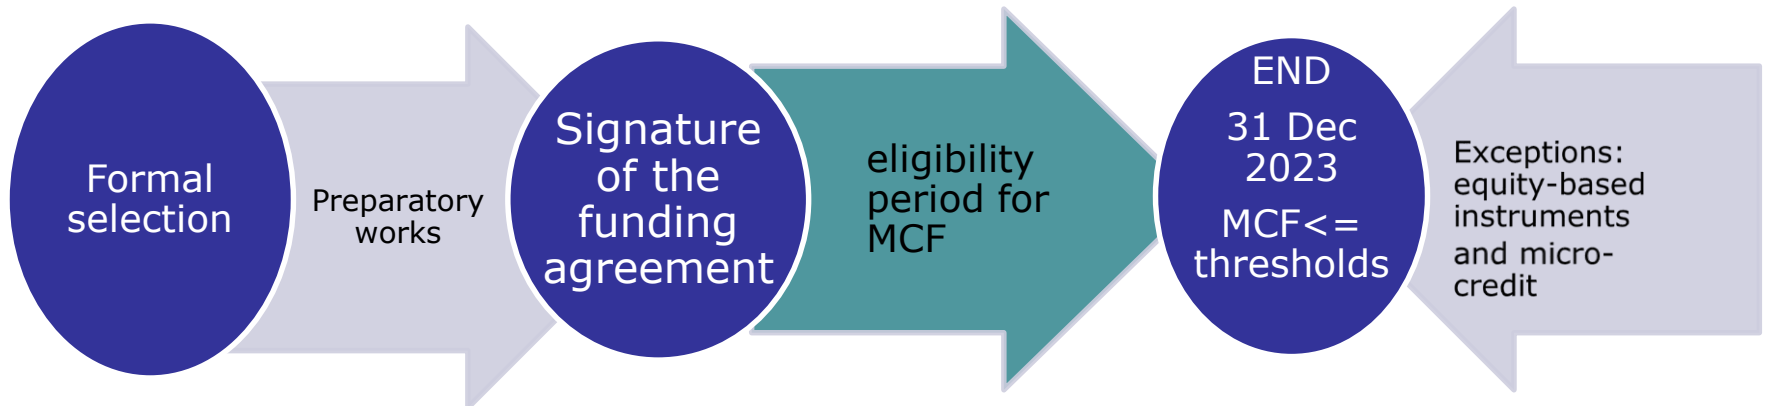 Formal
selection
Preparatory
works
Signature
of the
funding
agreement
eligibility
period for
MCF
END
31 Dec
2023
MCF<=
thresholds
Exceptions:
equity-based
instruments
and micro-
credit